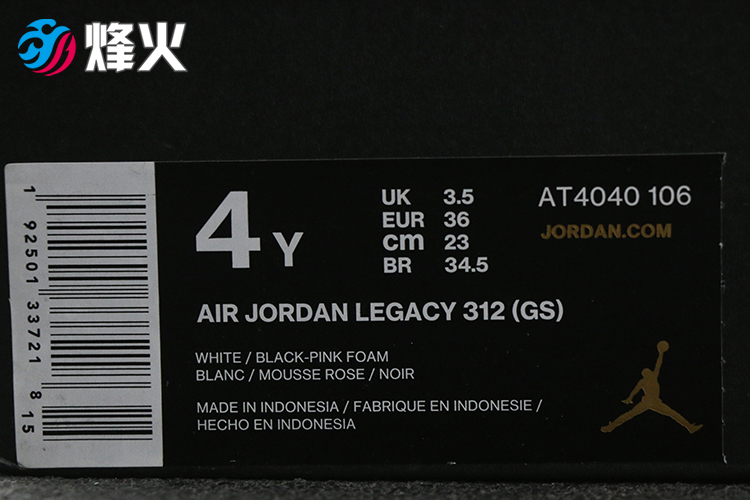 烽火
4 Y
UK 3.5
EUR 36
cm 23
BR 34.5
AT4040 106
JORDAN.COM
AIR JORDAN LEGACY 312 (GS)
WHITE / BLACK-PINK FOAM
BLANC / MOUSSE ROSE / NOIR
MADE IN INDONESIA / FABRIQUE EN INDONESIE /
HECHO EN INDONESIA
1 92501 33721 8 15